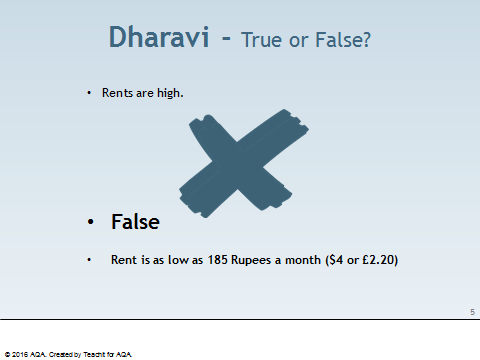 Dharavi - True or False?
• Rents are high.
• False
• Rent is as low as 185 Rupees a month ($4 or £2.20)
5
© 2016 AQA. Created by Teachit for AQA.